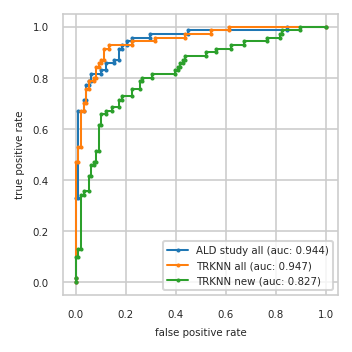 1.0
0.8
0.6
0.4
0.2
0.0
true positive rate
ALD study all (auc: 0.944)
TRKNN all (auc: 0.947)
TRKNN new (auc: 0.827)
0.0 0.2 0.4 0.6 0.8 1.0
false positive rate